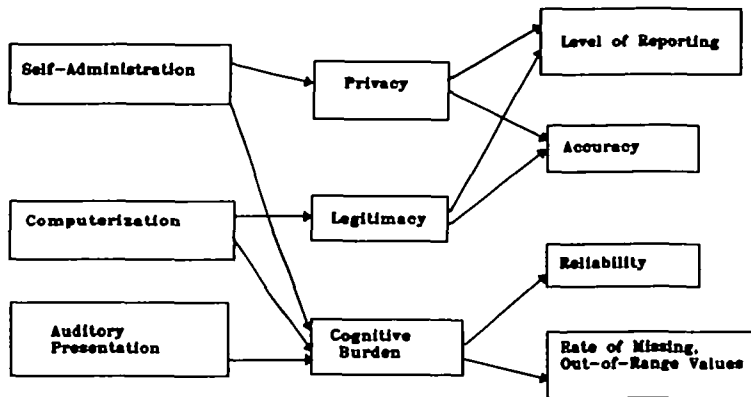 Self-Administration
Computerization
Auditory
Presentation
Privacy
Legitimacy
Cognitive
Burden
Level of Reporting
Accuracy
Reliability
Rate of Missing,
Out-of-Range Values